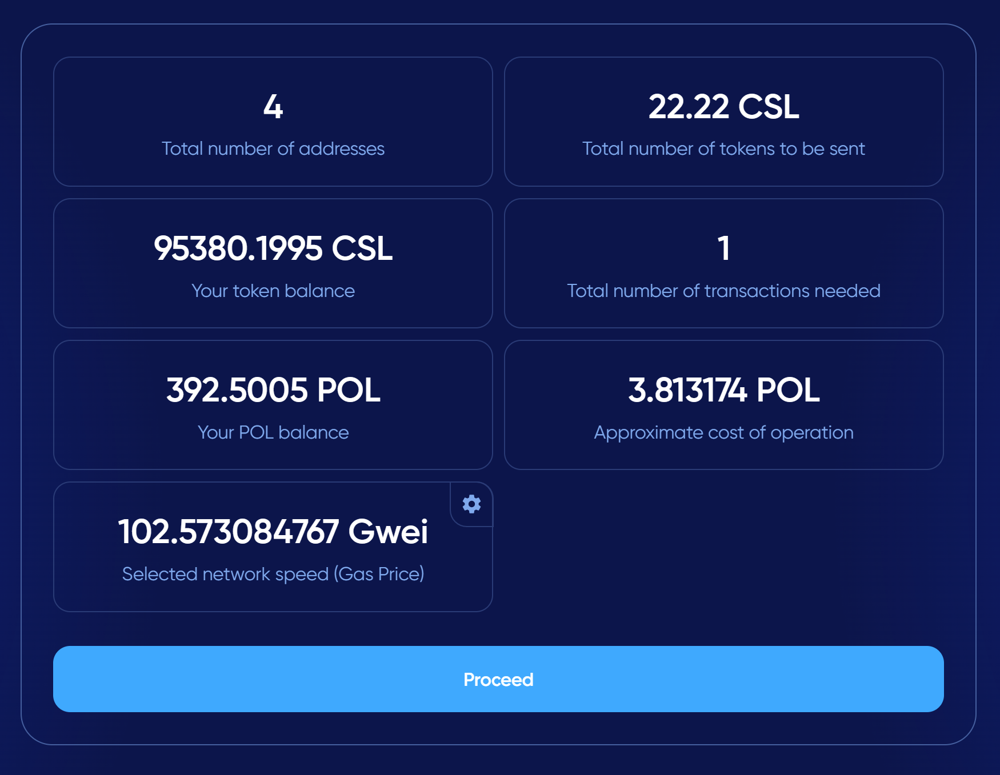 4
Total number of addresses
22.22 CSL
Total number of tokens to be sent
95380.1995 CSL
Your token balance
1
Total number of transactions needed
392.5005 POL
Your POL balance
3.813174 POL
Approximate cost of operation
102.573084767 Gwei
Selected network speed (Gas Price)
Proceed